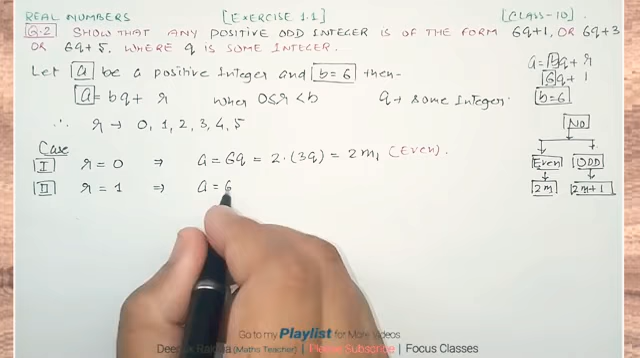 REAL NUMBERS [EXERCISE 1.1] [CLASS-10].
Q.2 SHOW THAT ANY POSITIVE ODD INTEGER IS OF THE FORM 6q+1, OR 6q+3
OR 6q+5, WHERE q IS SOME INTEGER.
Let a be a positive Integer and b=6 then-
a = bq + r when 0≤r<b q→ some Integer.
∴ r → 0, 1, 2, 3, 4, 5
a = bq + r
6q + 1
b=6
NO
Even ODD
2m 2m+1
Case
I r = 0 ⇒ a = 6q = 2·(3q) = 2m₁ (Even).
II r = 1 ⇒ a = 6
Go to my Playlist for More Videos
(Maths Teacher) | Please Subscribe | Focus Classes